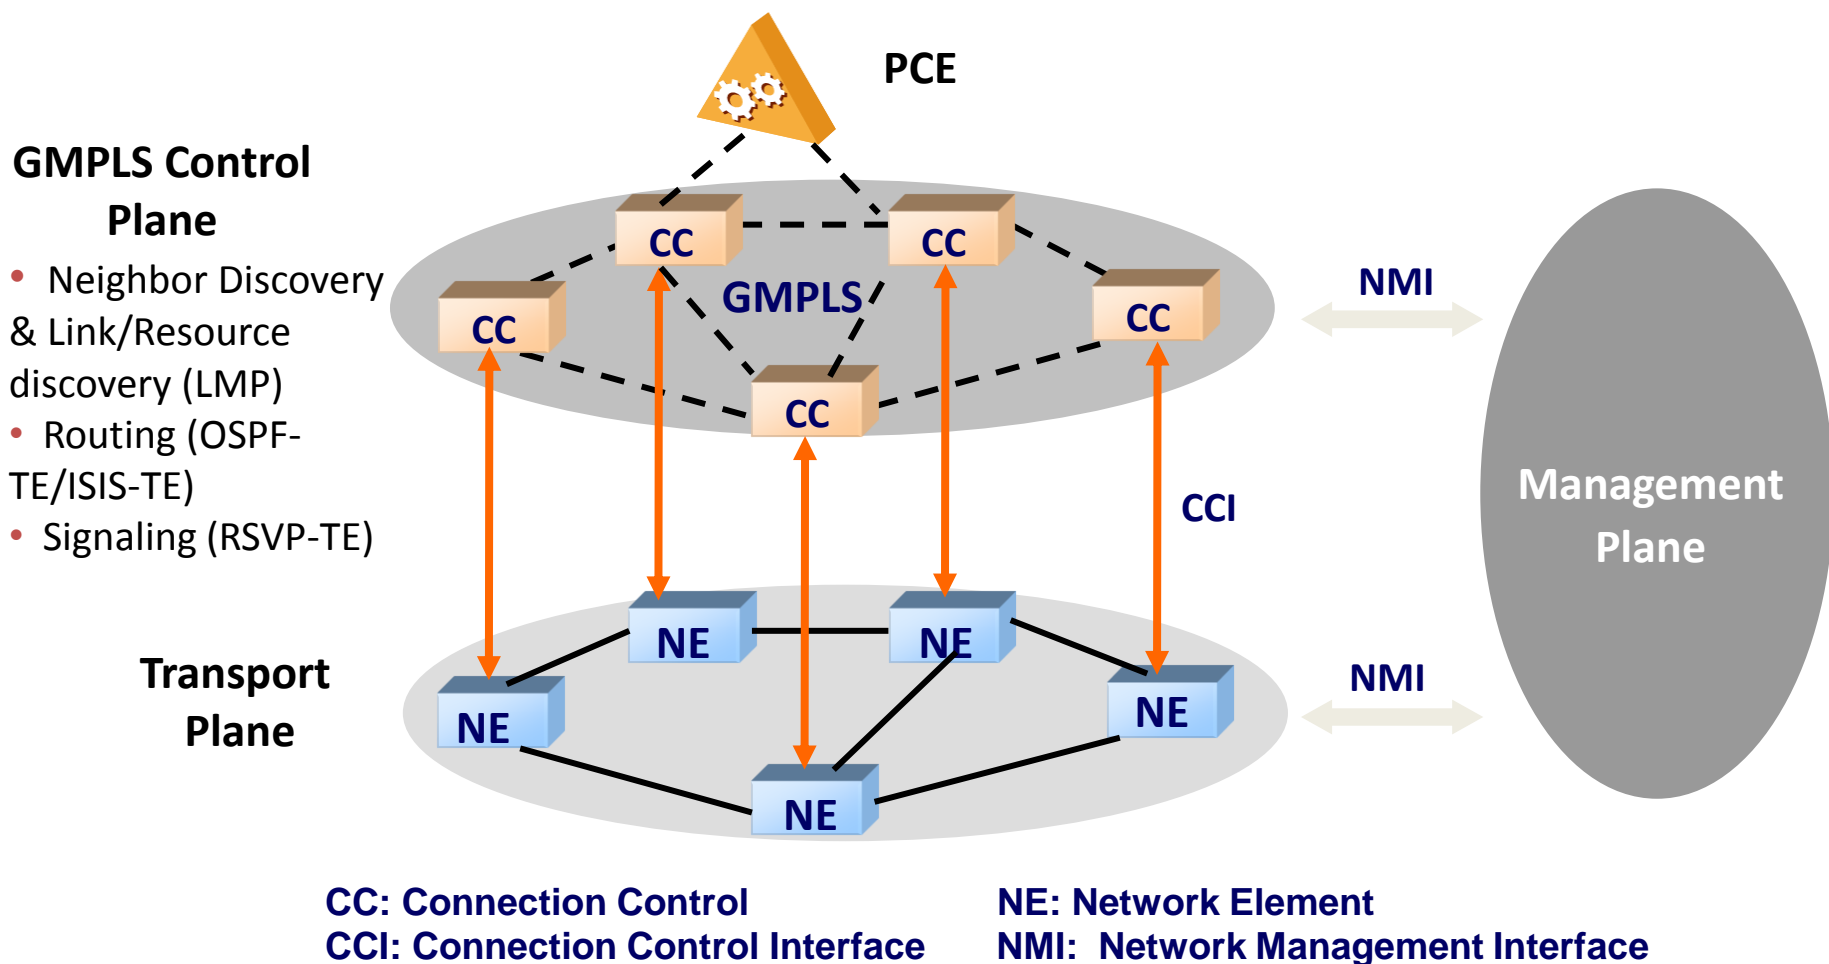 PCE
GMPLS Control
Plane
• Neighbor Discovery
& Link/Resource
discovery (LMP)
• Routing (OSPF-
TE/ISIS-TE)
• Signaling (RSVP-TE)
CC
CC
GMPLS
CC
CC
CC
NMI
CCI
Management
Plane
Transport
Plane
NE
NE
NE
NE
NE
NMI
CC: Connection Control
NE: Network Element
CCI: Connection Control Interface
NMI: Network Management Interface